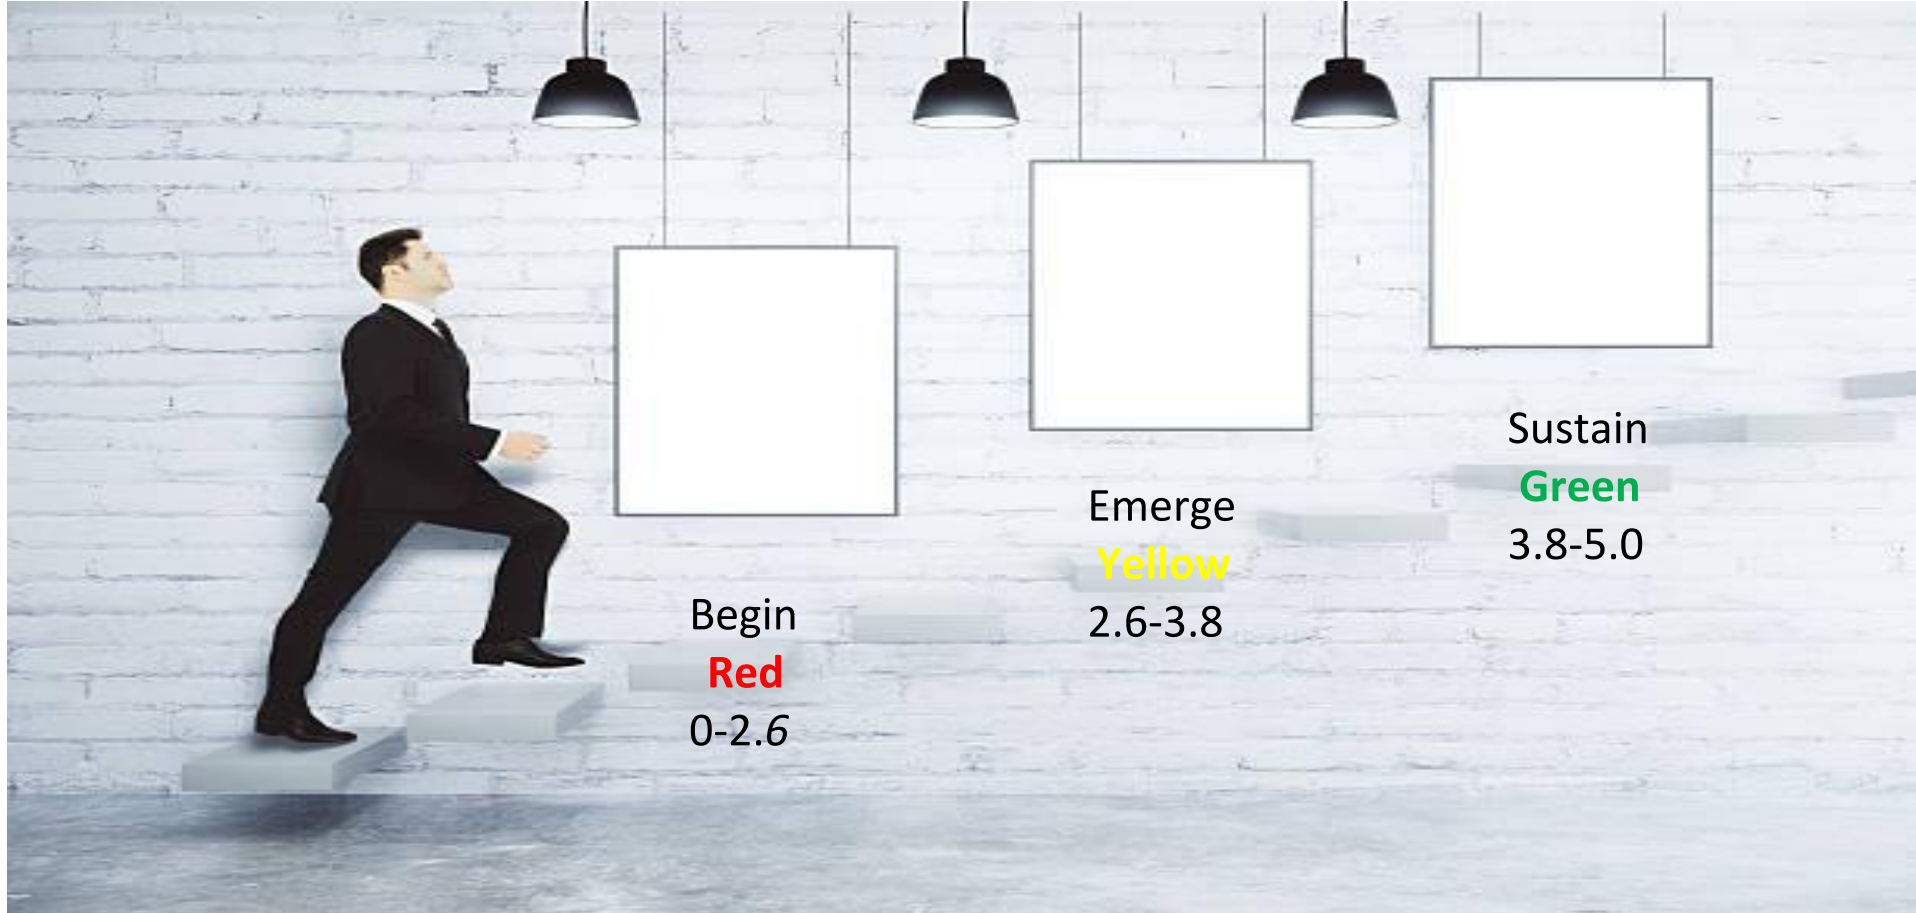 Begin
Red
0-2.6
Emerge
Yellow
2.6-3.8
Sustain
Green
3.8-5.0